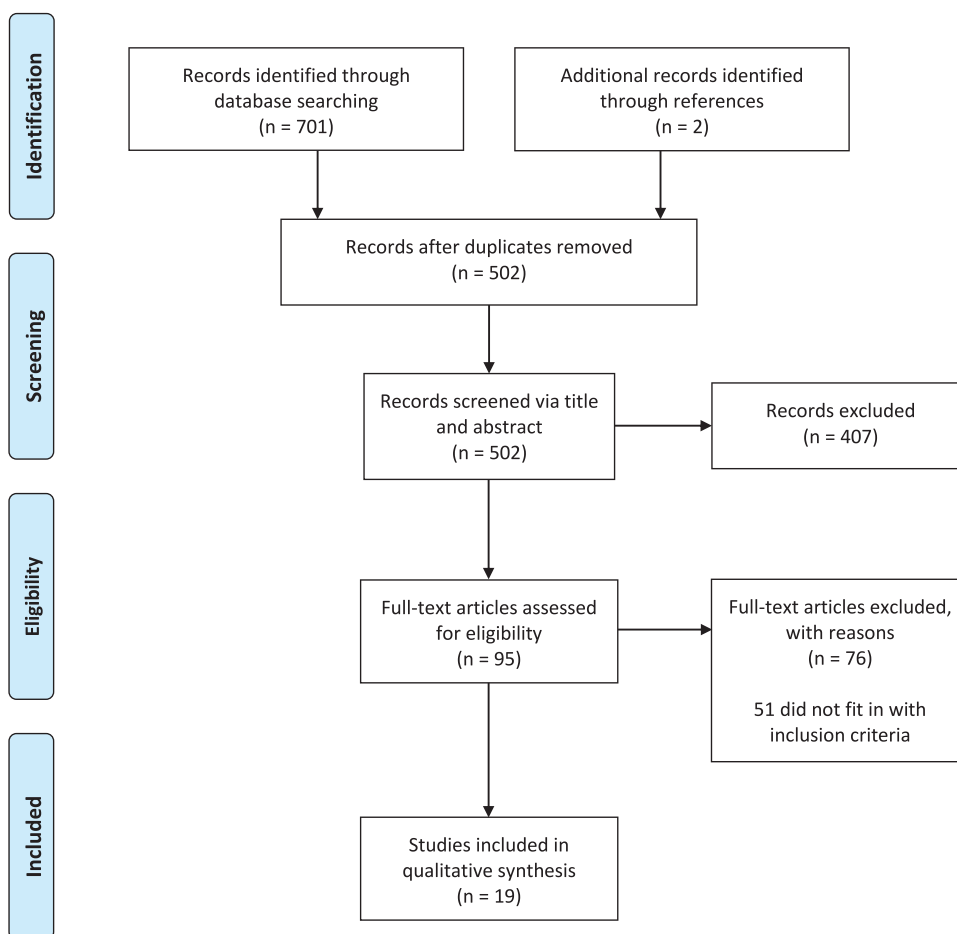 Identification
Records identified through
database searching
(n = 701)
Additional records identified
through references
(n = 2)
Records after duplicates removed
(n = 502)
Screening
Records screened via title
and abstract
(n = 502)
Records excluded
(n = 407)
Eligibility
Full-text articles assessed
for eligibility
(n = 95)
Full-text articles excluded,
with reasons
(n = 76)
51 did not fit in with
inclusion criteria
Included
Studies included in
qualitative synthesis
(n = 19)